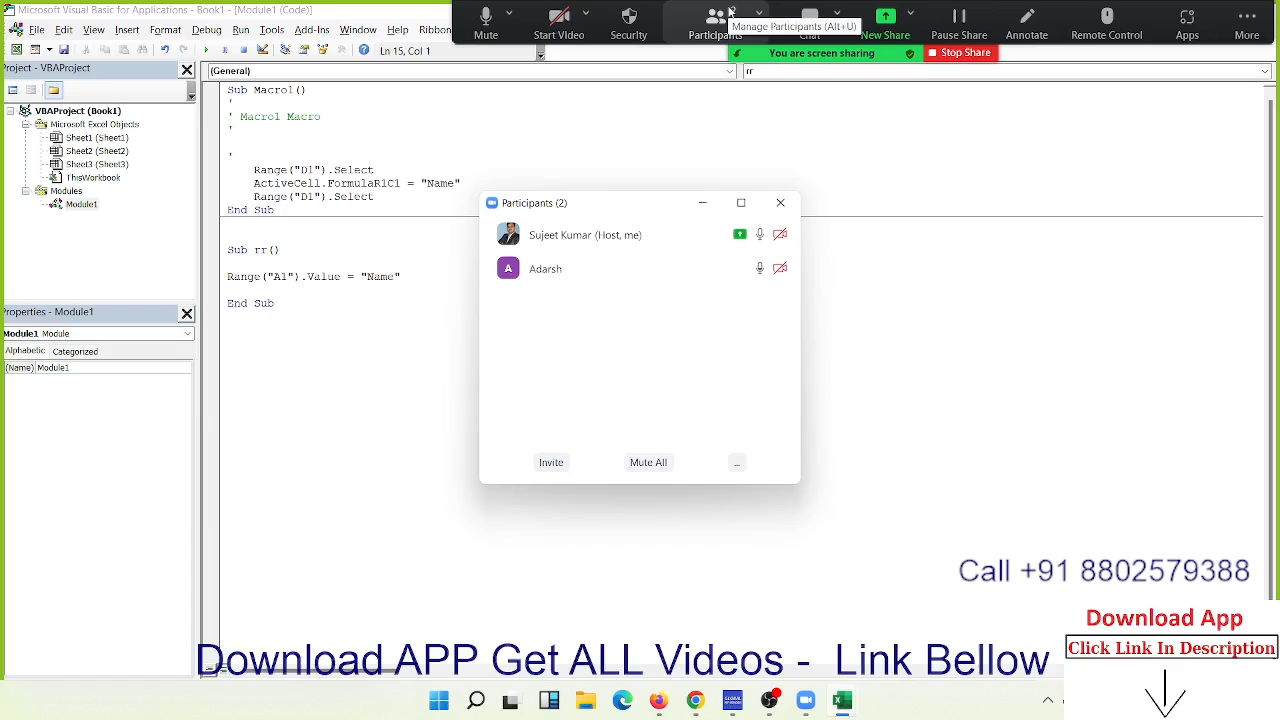 Microsoft Visual Basic for Applications - Book1 - [Module1 (Code)]
Format Debug Run Tools Add-Ins Window Help Ribbon
Ln 15, Col 1
Mute
Start Video
Security
Participants
Chat
New Share
Pause Share
Annotate
Remote Control
Apps
More
Manage Participants (Alt+U)
You are screen sharing
Stop Share
Project - VBAProject
(General)
rr
VBAProject (Book1)
Microsoft Excel Objects
Sheet1 (Sheet1)
Sheet2 (Sheet2)
Sheet3 (Sheet3)
ThisWorkbook
Modules
Module1
Properties - Module1
Module1 Module
Alphabetic Categorized
(Name) Module1
Sub Macro1()
'
' Macro1 Macro
'
'
Range("D1").Select
ActiveCell.FormulaR1C1 = "Name"
Range("D1").Select
End Sub
Sub rr()
Range("A1").Value = "Name"
End Sub
Participants (2)
Sujeet Kumar (Host, me)
A Adarsh
Invite
Mute All
...
Call +91 8802579388
Download App
Click Link In Description
Download APP Get ALL Videos - Link Bellow